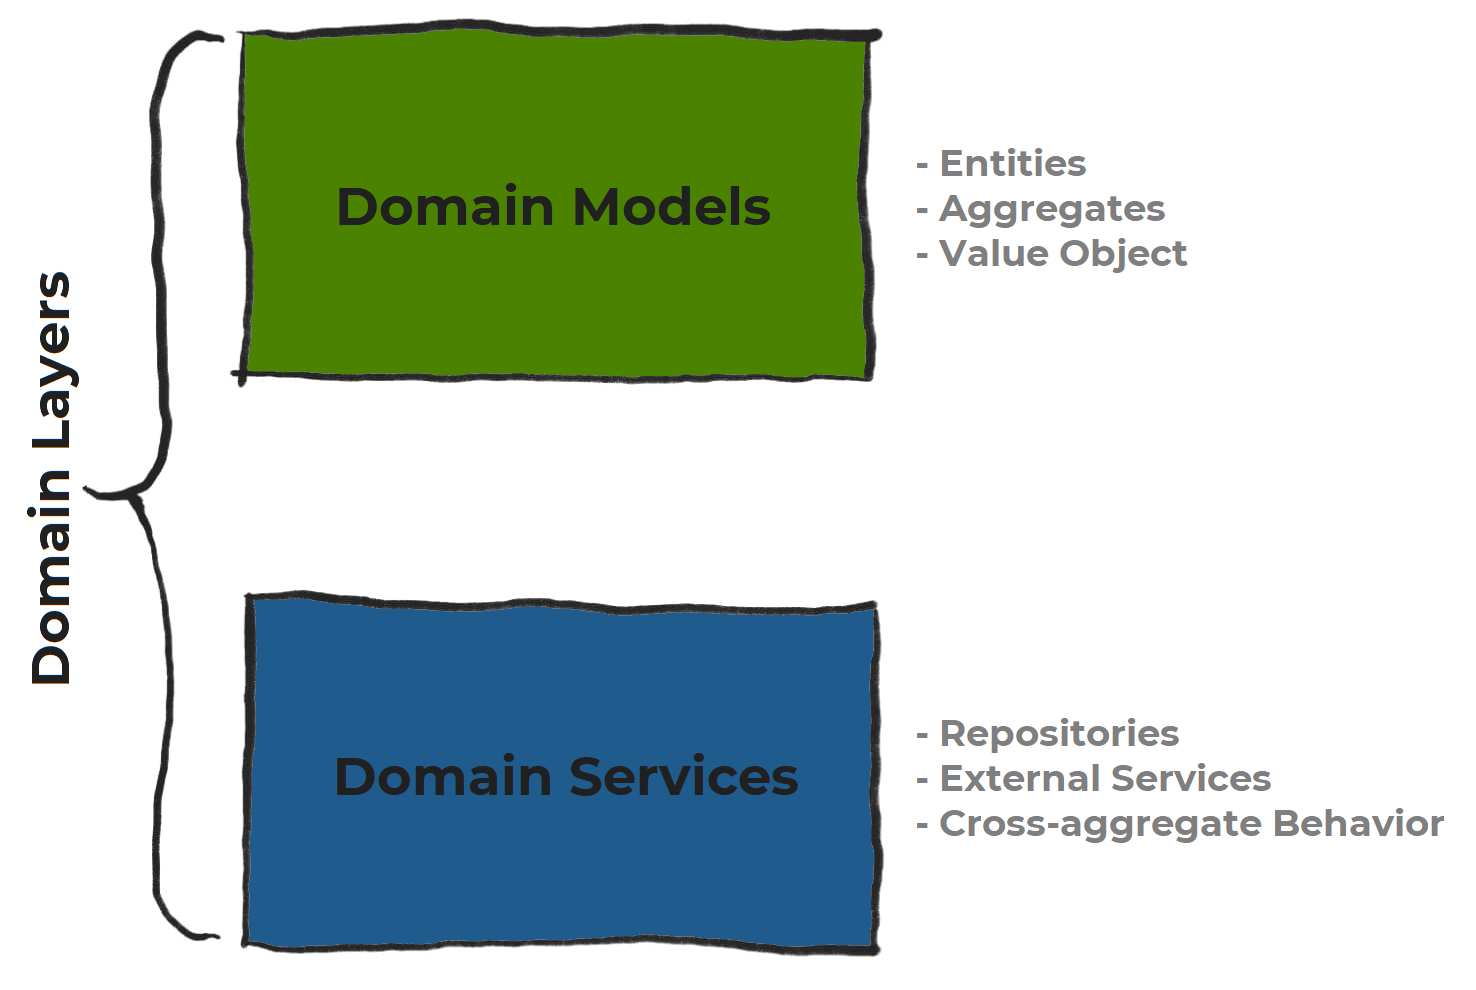 Domain Layers
Domain Models
- Entities
- Aggregates
- Value Object
Domain Services
- Repositories
- External Services
- Cross-aggregate Behavior